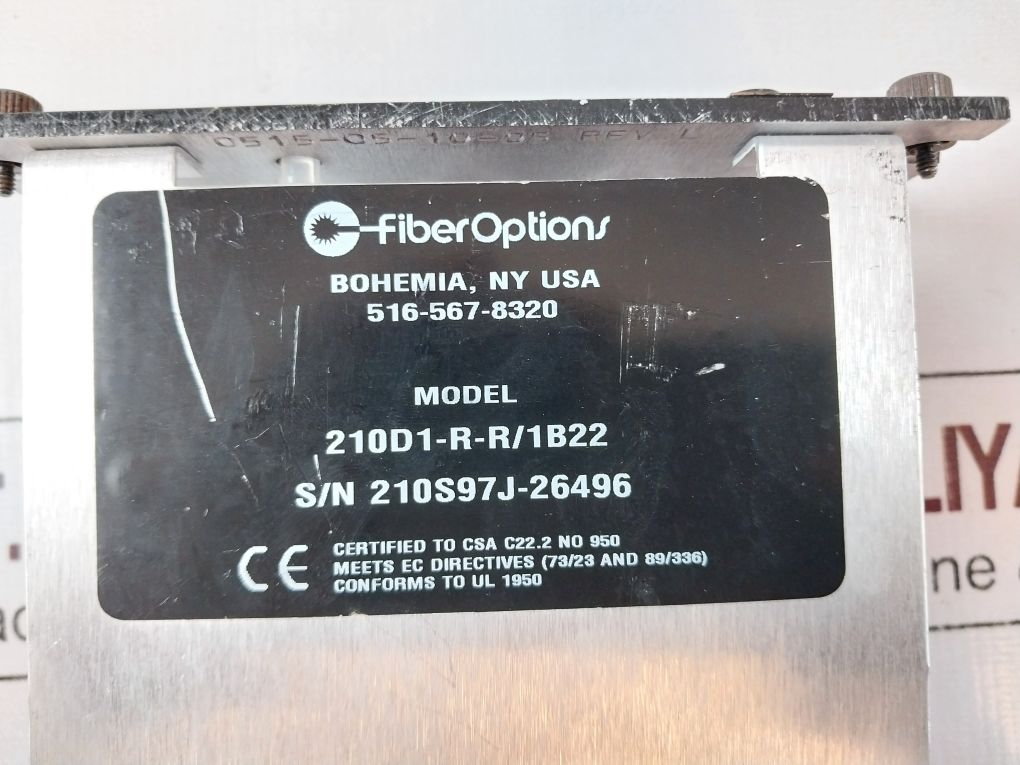 fiberOptions
BOHEMIA, NY USA
516-567-8320
MODEL
210D1-R-R/1B22
S/N 210S97J-26496
CE CERTIFIED TO CSA C22.2 NO 950
MEETS EC DIRECTIVES (73/23 AND 89/336)
CONFORMS TO UL 1950